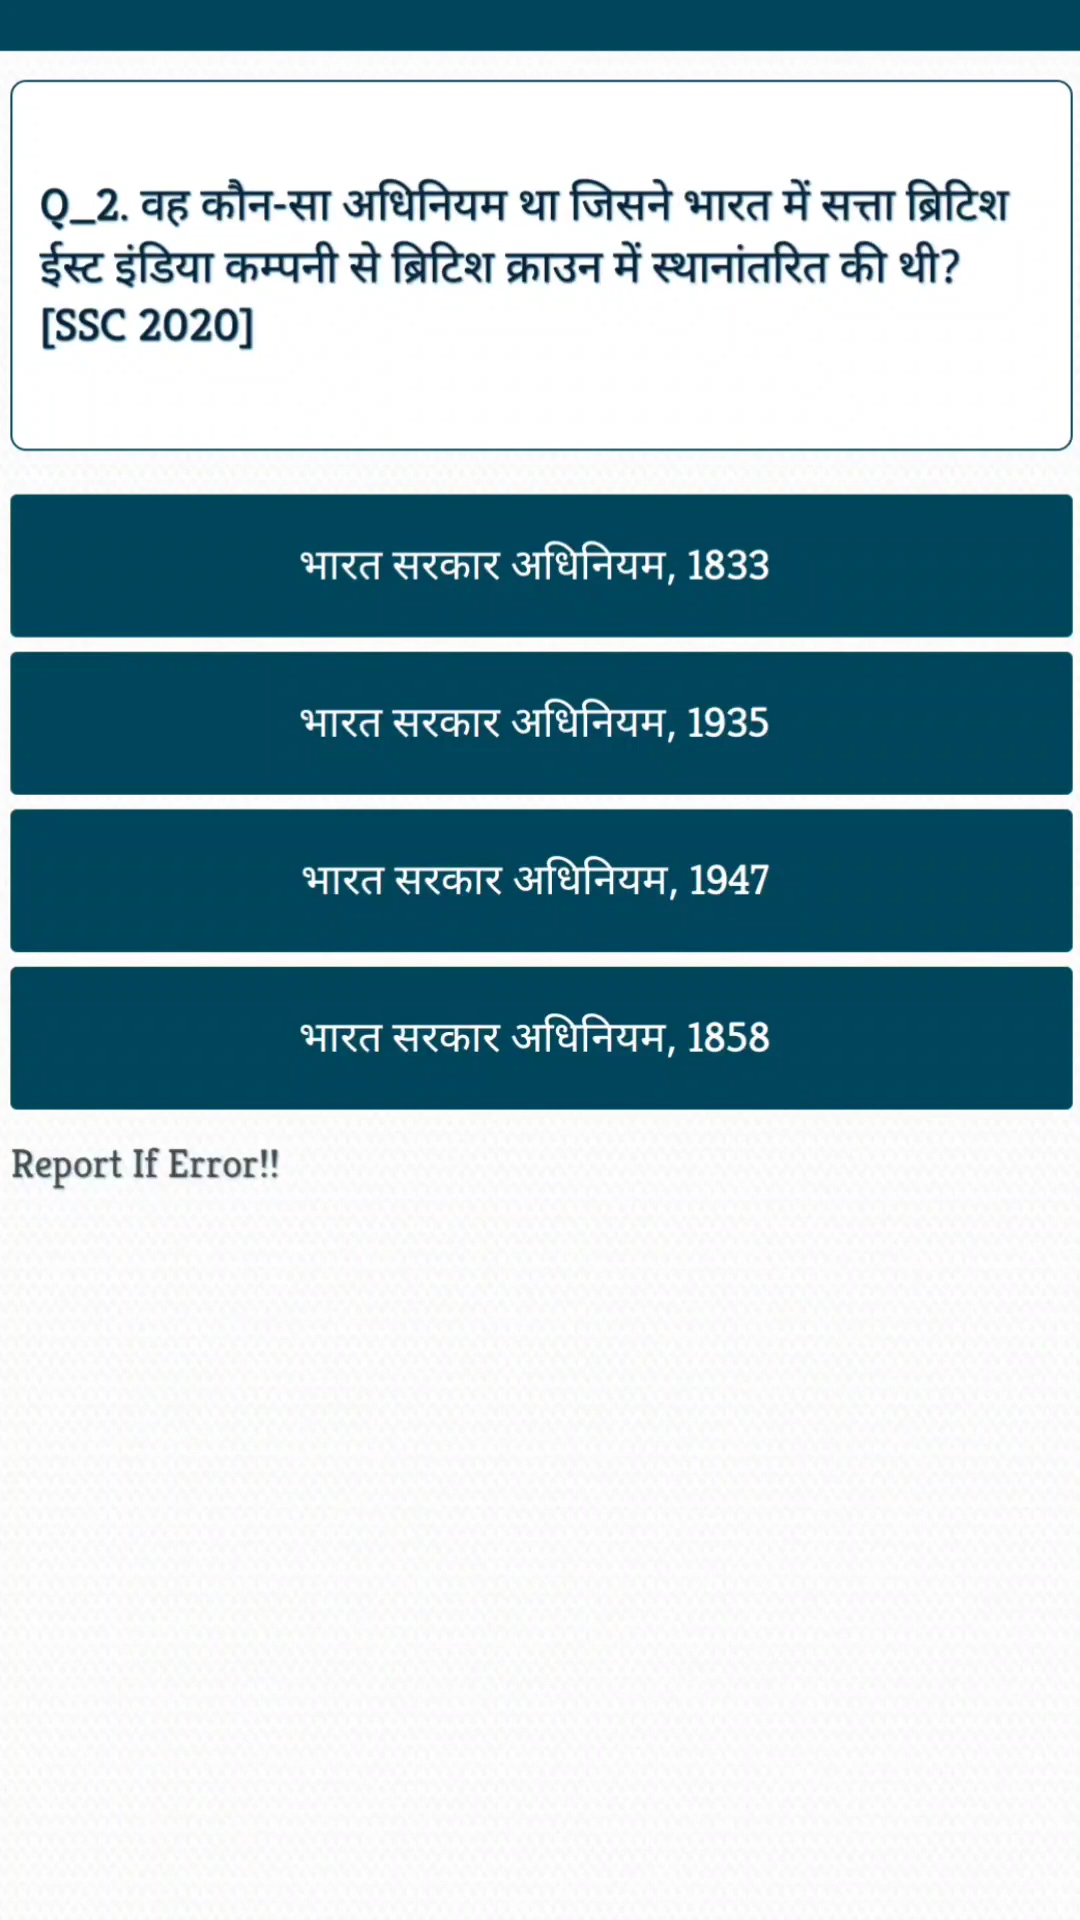 Q_2. वह कौन-सा अधिनियम था जिसने भारत में सत्ता ब्रिटिश
ईस्ट इंडिया कम्पनी से ब्रिटिश क्राउन में स्थानांतरित की थी?
[SSC 2020]
भारत सरकार अधिनियम, 1833
भारत सरकार अधिनियम, 1935
भारत सरकार अधिनियम, 1947
भारत सरकार अधिनियम, 1858
Report If Error!!